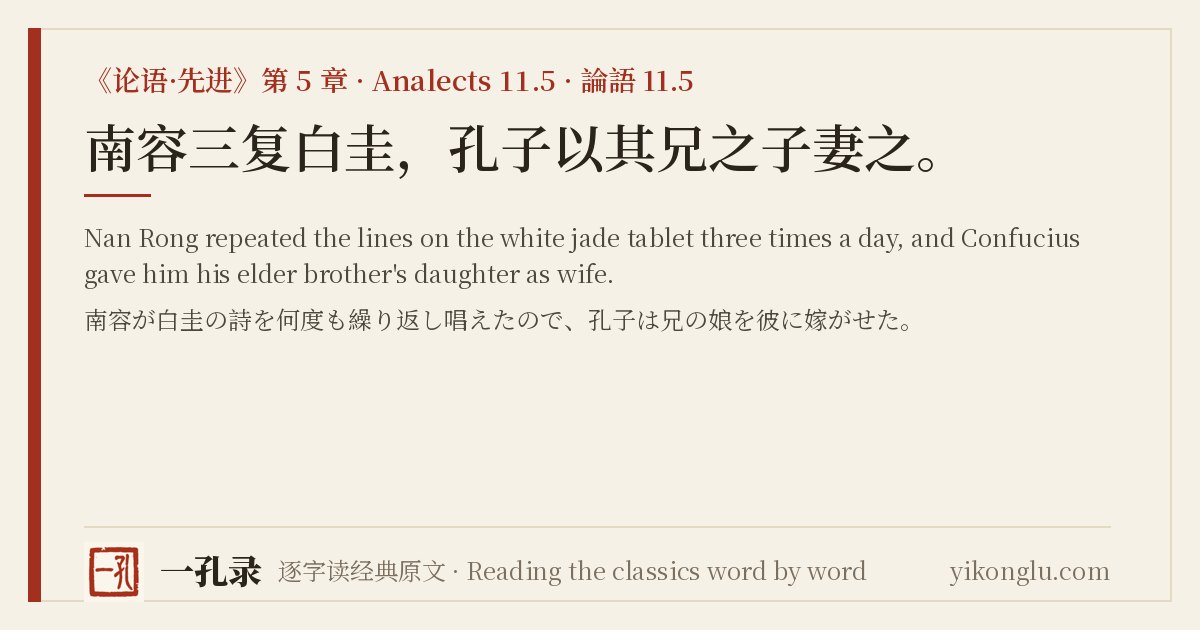 《论语·先进》第 5 章 · Analects 11.5 · 論語 11.5
南容三复白圭，孔子以其兄之子妻之。
Nan Rong repeated the lines on the white jade tablet three times a day, and Confucius
gave him his elder brother's daughter as wife.
南容が白圭の詩を何度も繰り返し唱えたので、孔子は兄の娘を彼に嫁がせた。
一孔
一孔录 逐字读经典原文 · Reading the classics word by word yikonglu.com